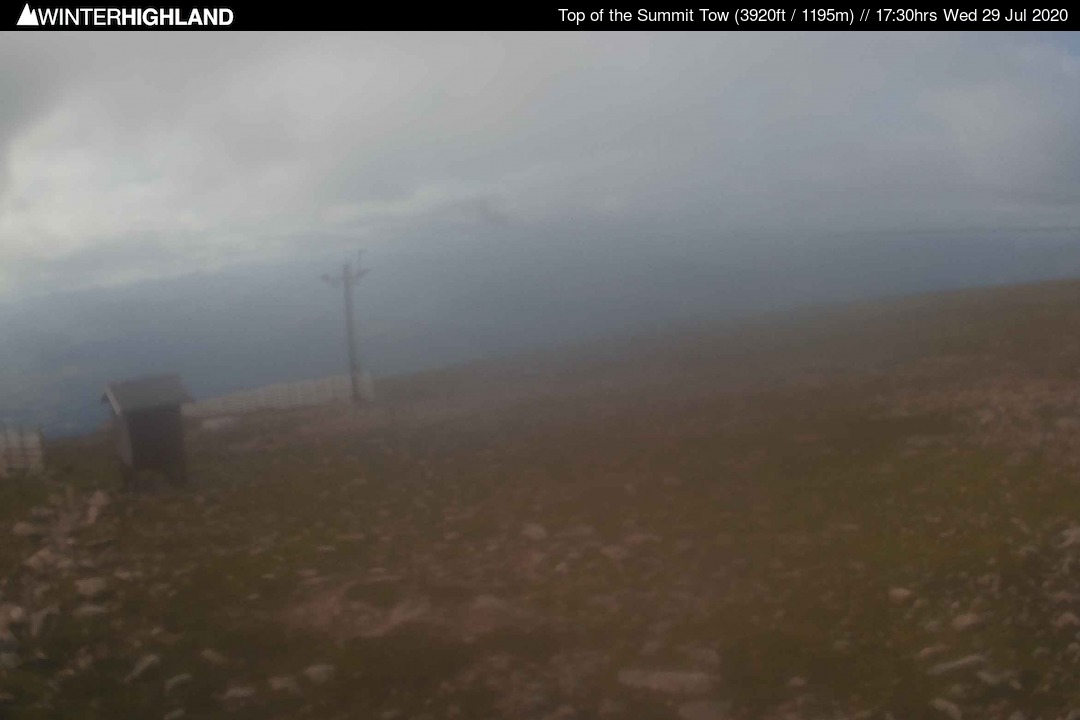 WINTERHIGHLAND
Top of the Summit Tow (3920ft / 1195m) // 17:30hrs Wed 29 Jul 2020